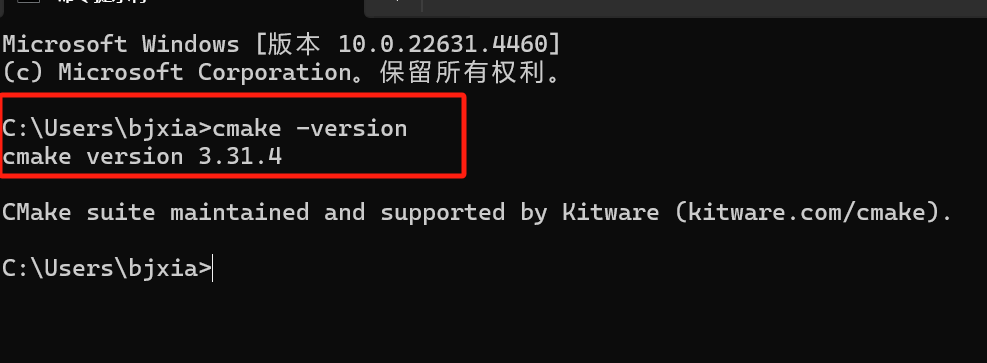 Microsoft Windows [版本 10.0.22631.4460]
(c) Microsoft Corporation。保留所有权利。
C:\Users\bjxia>cmake -version
cmake version 3.31.4
CMake suite maintained and supported by Kitware (kitware.com/cmake).
C:\Users\bjxia>